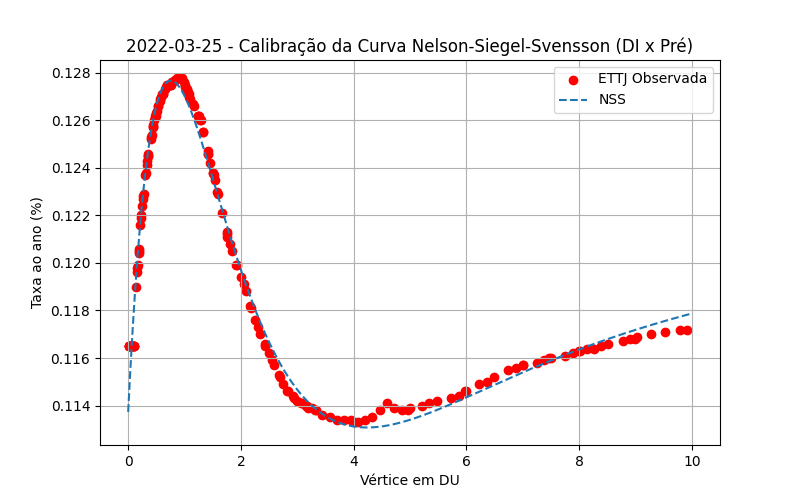 2022-03-25 - Calibração da Curva Nelson-Siegel-Svensson (DI x Pré)
ETTJ Observada
NSS
Taxa ao ano (%)
0.128
0.126
0.124
0.122
0.120
0.118
0.116
0.114
0 2 4 6 8 10
Vértice em DU